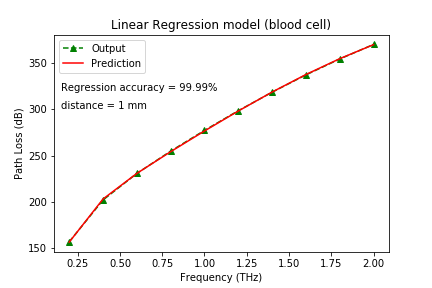 Linear Regression model (blood cell)
Output
Prediction
Regression accuracy = 99.99%
distance = 1 mm
Path Loss (dB)
350
300
250
200
150
0.25 0.50 0.75 1.00 1.25 1.50 1.75 2.00
Frequency (THz)